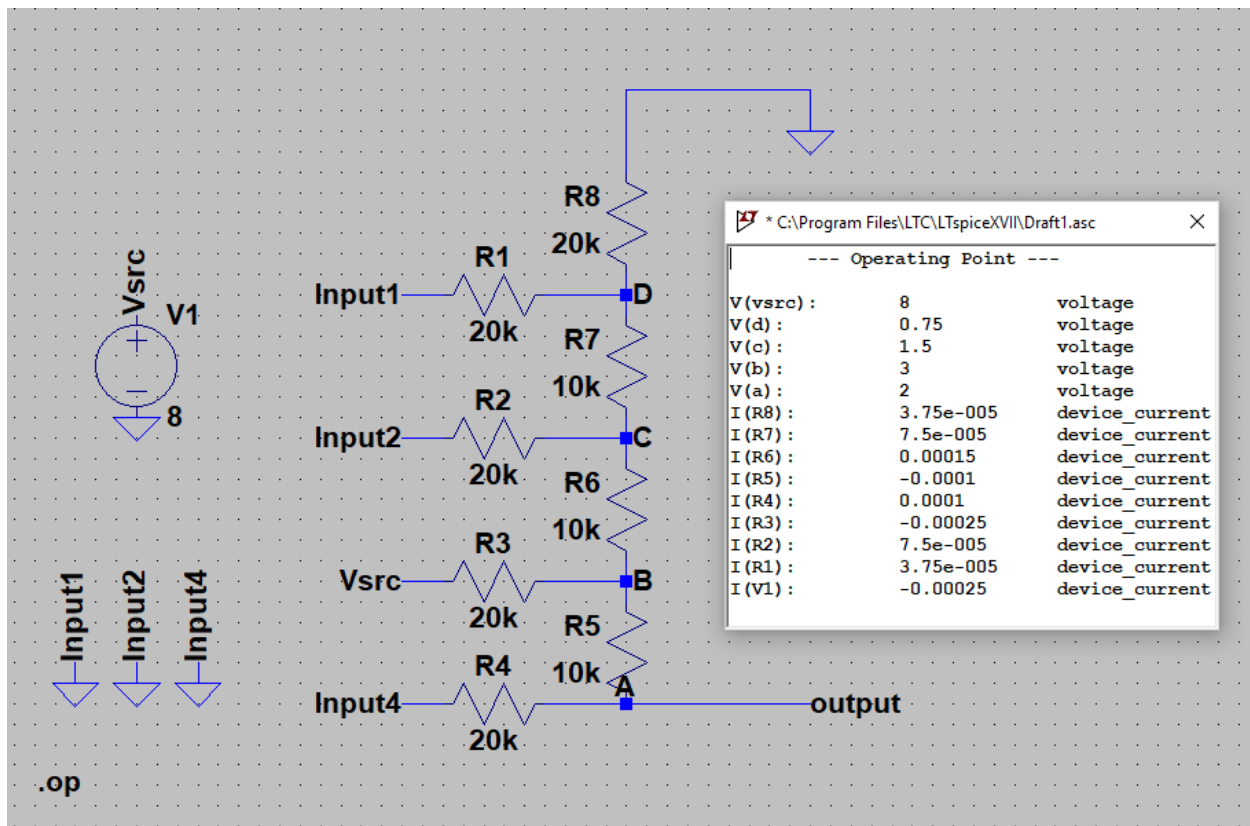 R8
20k
Vsrc
V1
8
Input1
R1
20k
D
R7
10k
Input2
R2
20k
C
R6
10k
Vsrc
R3
20k
B
R5
10k
Input4
R4
20k
A
output
Input1
Input2
Input4
.op
* C:\Program Files\LTC\LTspiceXVII\Draft1.asc
--- Operating Point ---
V(vsrc): 8 voltage
V(d): 0.75 voltage
V(c): 1.5 voltage
V(b): 3 voltage
V(a): 2 voltage
I(R8): 3.75e-005 device_current
I(R7): 7.5e-005 device_current
I(R6): 0.00015 device_current
I(R5): -0.0001 device_current
I(R4): 0.0001 device_current
I(R3): -0.00025 device_current
I(R2): 7.5e-005 device_current
I(R1): 3.75e-005 device_current
I(V1): -0.00025 device_current